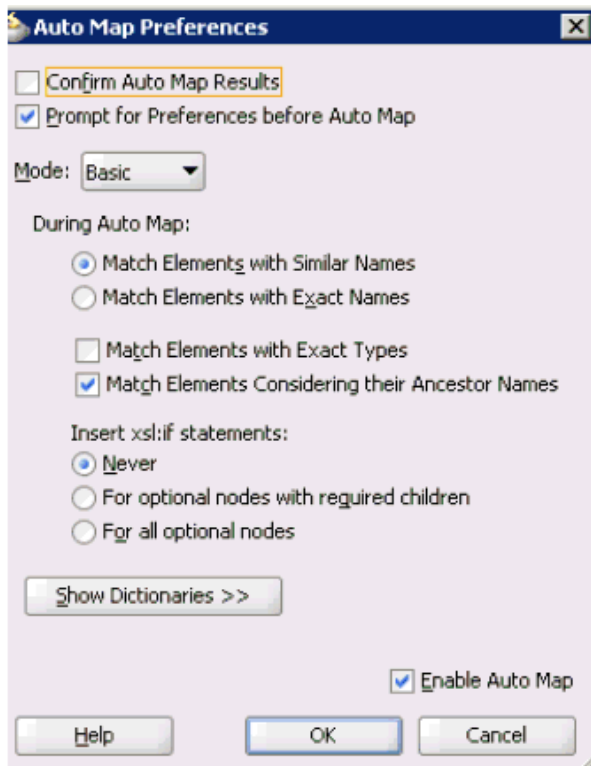 Auto Map Preferences
Confirm Auto Map Results
Prompt for Preferences before Auto Map
Mode: Basic
During Auto Map:
Match Elements with Similar Names
Match Elements with Exact Names
Match Elements with Exact Types
Match Elements Considering their Ancestor Names
Insert xsl:if statements:
Never
For optional nodes with required children
For all optional nodes
Show Dictionaries >>
Enable Auto Map
Help OK Cancel